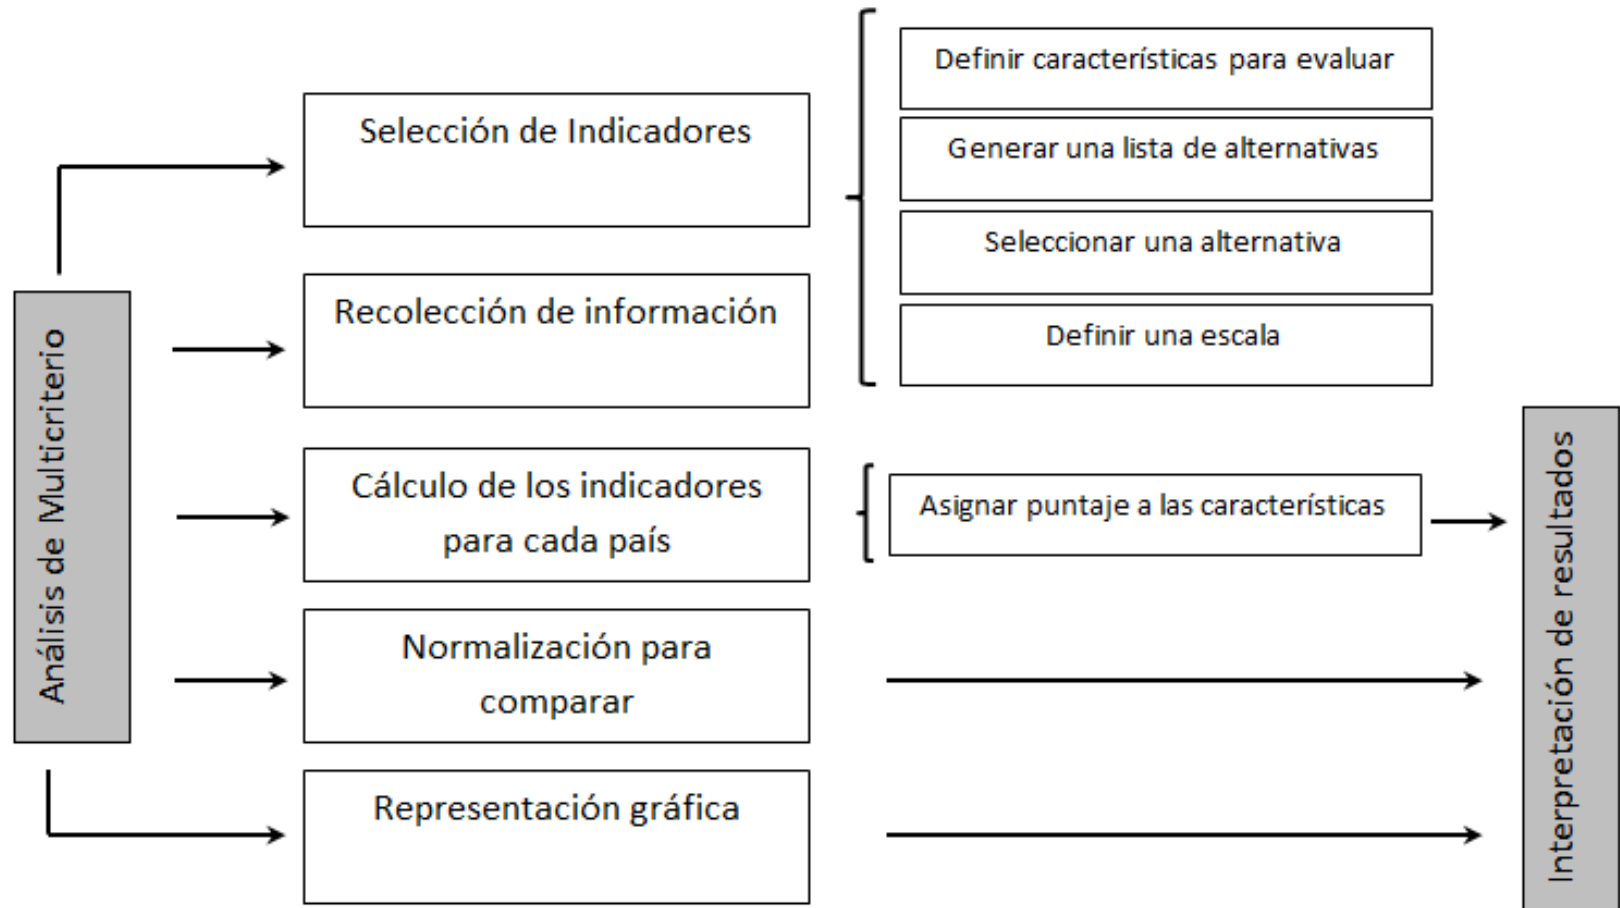 Análisis de Multicriterio
Selección de Indicadores
Recolección de información
Cálculo de los indicadores
para cada país
Normalización para
comparar
Representación gráfica
Definir características para evaluar
Generar una lista de alternativas
Seleccionar una alternativa
Definir una escala
Asignar puntaje a las características
Interpretación de resultados